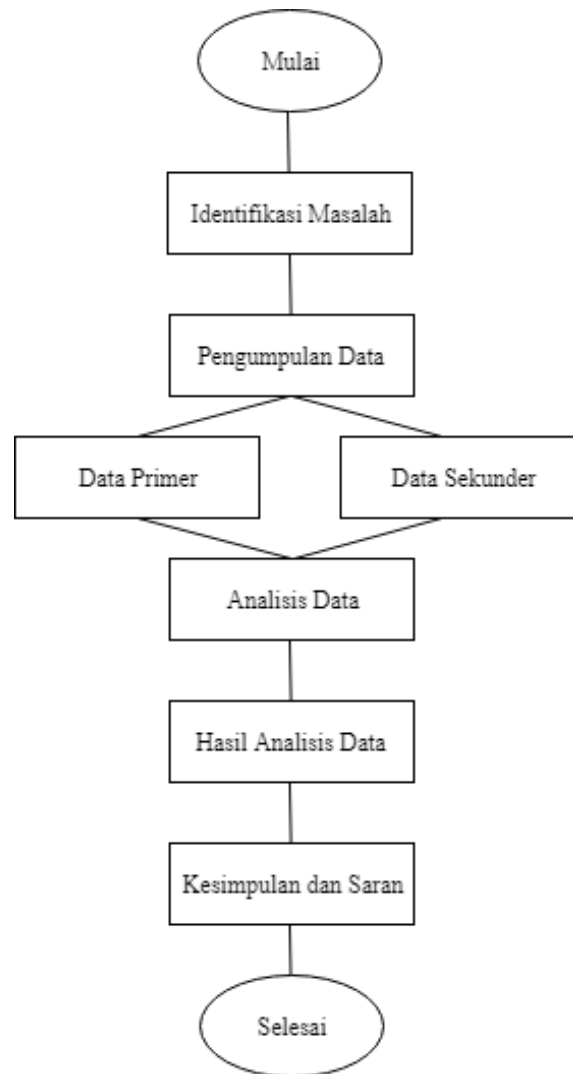 Mulai
Identifikasi Masalah
Pengumpulan Data
Data Primer
Data Sekunder
Analisis Data
Hasil Analisis Data
Kesimpulan dan Saran
Selesai